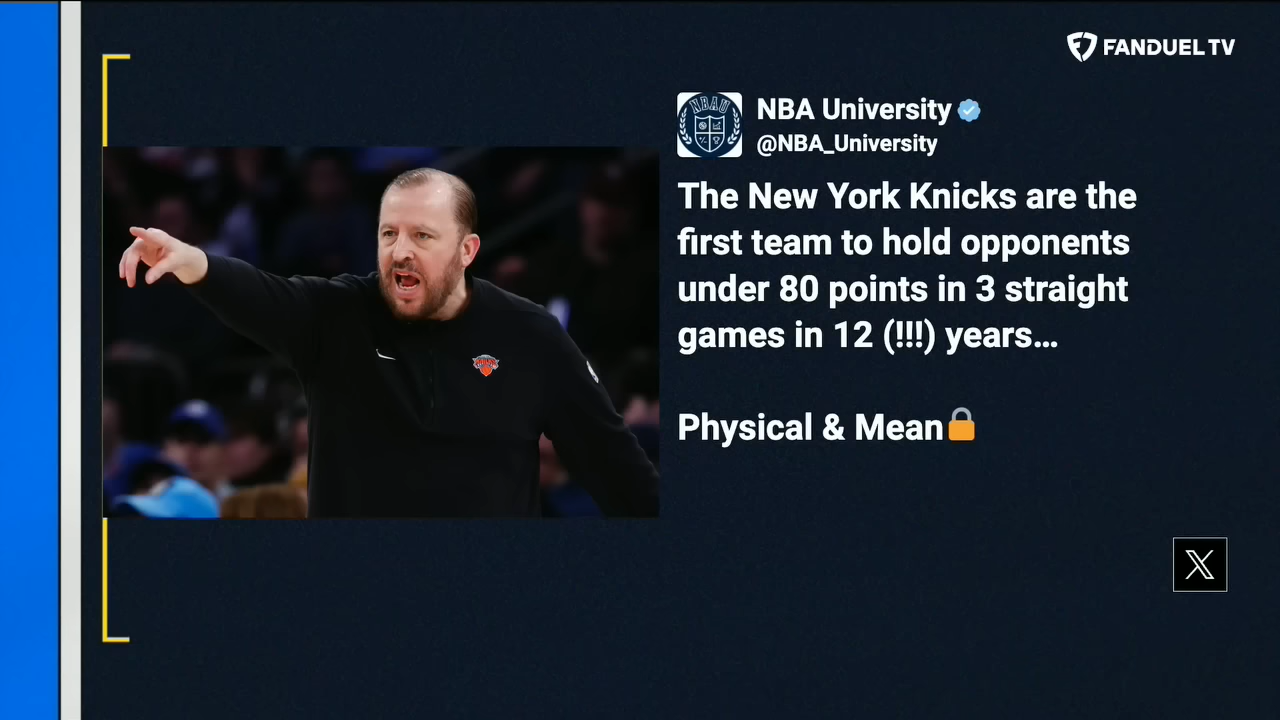 FANDUEL TV
NBAU
NBA University
@NBA_University
The New York Knicks are the
first team to hold opponents
under 80 points in 3 straight
games in 12 (!!!) years...
Physical & Mean🔒